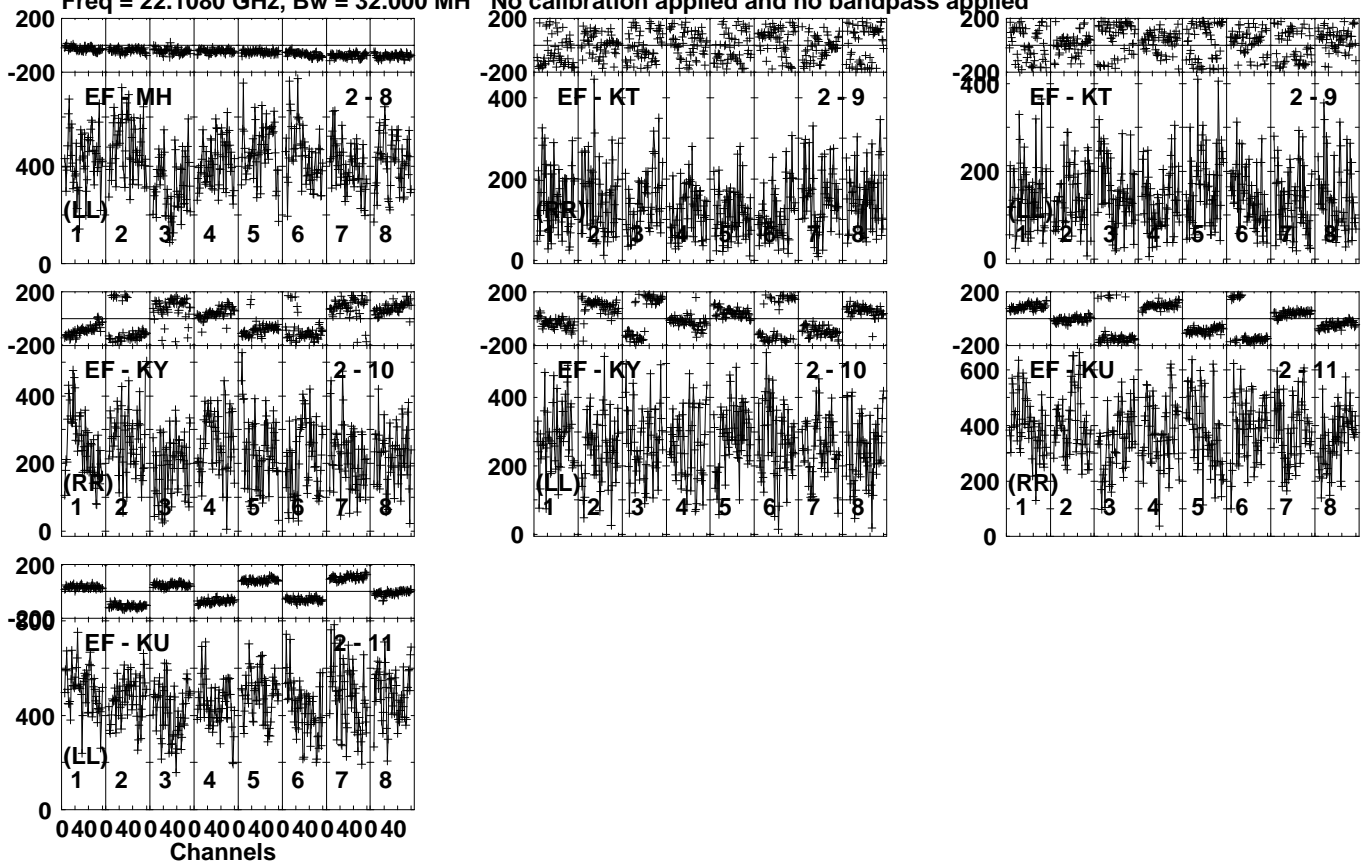 Freq = 22.1080 GHz, Bw = 32.000 MH No calibration applied and no bandpass applied
200
-200
EF - MH 2 - 8
400
(LL)
1 2 3 4 5 6 7 8
0
200
-200
400
EF - KT 2 - 9
200
(RR)
1 2 3 4 5 6 7 8
0
200
-200
400
EF - KT 2 - 9
200
(LL)
1 2 3 4 5 6 7 8
0
200
-200
EF - KY 2 - 10
400
200
(RR)
1 2 3 4 5 6 7 8
0
200
-200
EF - KY 2 - 10
400
200
(LL)
1 2 3 4 5 6 7 8
0
200
-200
600
EF - KU 2 - 11
400
200
(RR)
1 2 3 4 5 6 7 8
0
200
-200
800
EF - KU 2 - 11
400
(LL)
1 2 3 4 5 6 7 8
0
0 40 0 40 0 40 0 40 0 40 0 40 0 40 0 40
Channels